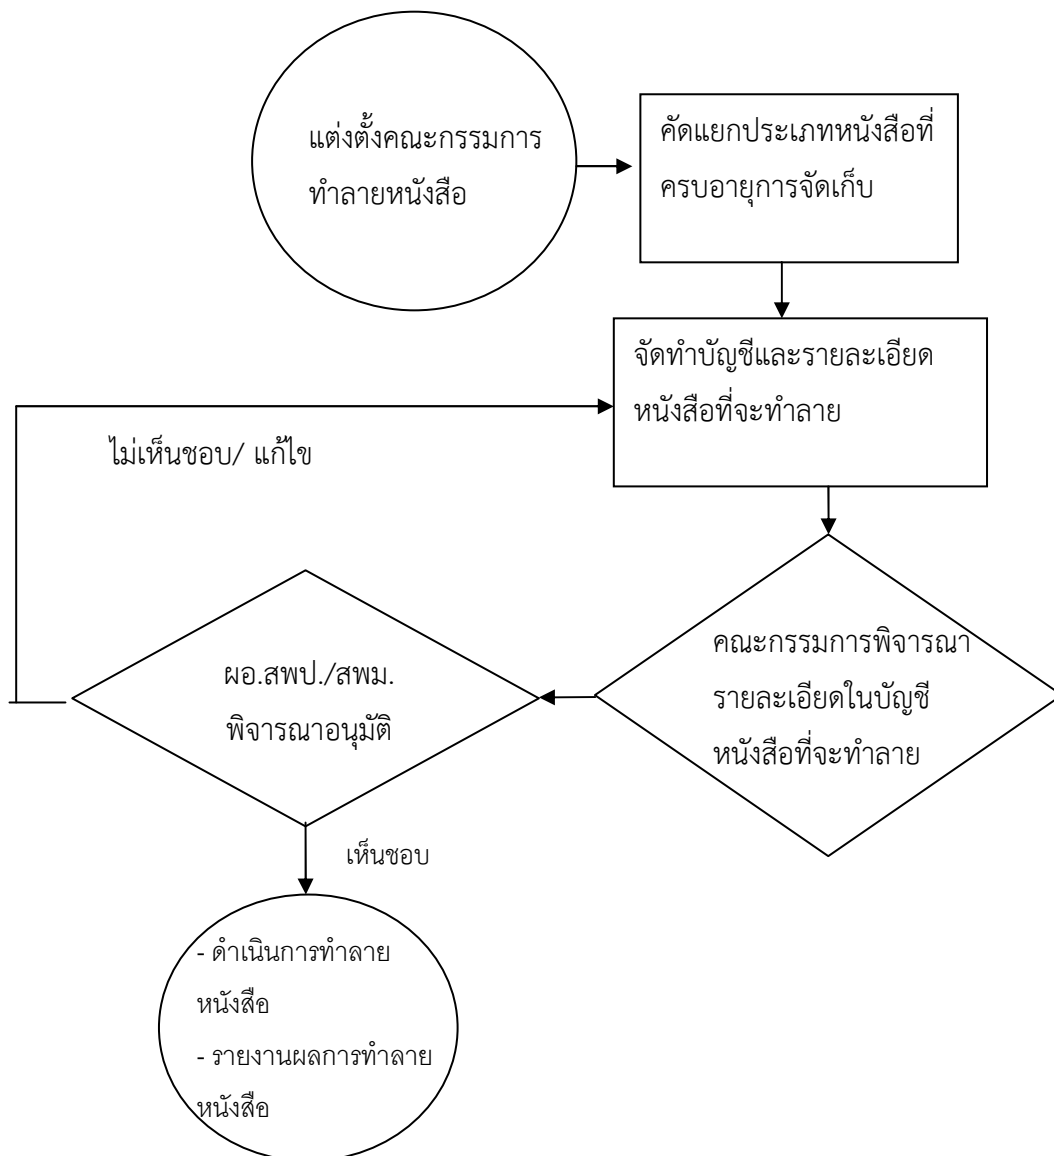 แต่งตั้งคณะกรรมการ
ทำลายหนังสือ
คัดแยกประเภทหนังสือที่
ครบอายุการจัดเก็บ
จัดทำบัญชีและรายละเอียด
หนังสือที่จะทำลาย
ไม่เห็นชอบ/ แก้ไข
คณะกรรมการพิจารณา
รายละเอียดในบัญชี
หนังสือที่จะทำลาย
ผอ.สพป./สพม.
พิจารณาอนุมัติ
เห็นชอบ
- ดำเนินการทำลาย
หนังสือ
- รายงานผลการทำลาย
หนังสือ